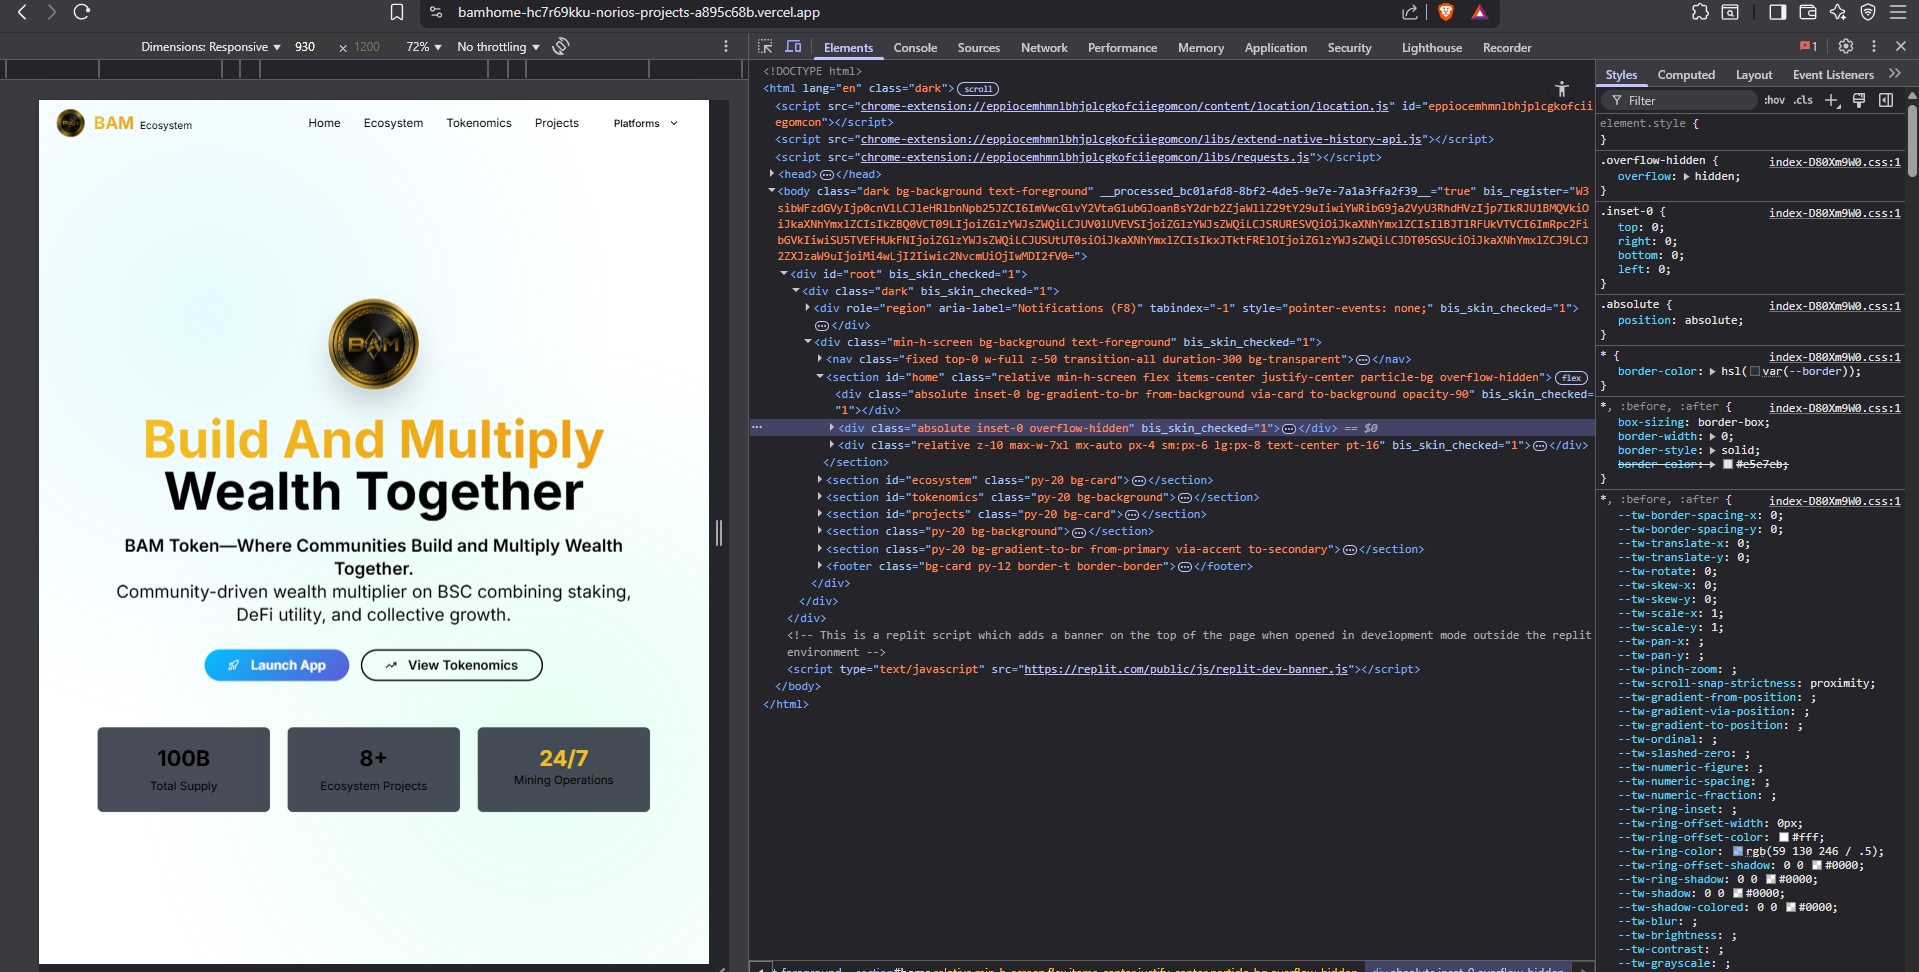 bamhome-hc7r69kku-norios-projects-a895c68b.vercel.app
Dimensions: Responsive 930 × 1200 72% No throttling
Elements Console Sources Network Performance Memory Application Security Lighthouse Recorder 1
BAM Ecosystem Home Ecosystem Tokenomics Projects Platforms
BAM
Build And Multiply
Wealth Together
BAM Token—Where Communities Build and Multiply Wealth
Together.
Community-driven wealth multiplier on BSC combining staking,
DeFi utility, and collective growth.
Launch App View Tokenomics
100B 8+ 24/7
Total Supply Ecosystem Projects Mining Operations
<!DOCTYPE html>
<html lang="en" class="dark"> scroll
<script src="chrome-extension://eppiocemhmnlbhjplcgkofciiegomcon/content/location/location.js" id="eppiocemhmnlbhjplcgkofcii
egomcon"></script>
<script src="chrome-extension://eppiocemhmnlbhjplcgkofciiegomcon/libs/extend-native-history-api.js"></script>
<script src="chrome-extension://eppiocemhmnlbhjplcgkofciiegomcon/libs/requests.js"></script>
<head></head>
<body class="dark bg-background text-foreground" __processed_bc01afd8-8bf2-4de5-9e7e-7a1a3ffa2f39__="true" bis_register="W3
<div id="root" bis_skin_checked="1">
<div class="dark" bis_skin_checked="1">
<div role="region" aria-label="Notifications (F8)" tabindex="-1" style="pointer-events: none;" bis_skin_checked="1">
</div>
<div class="min-h-screen bg-background text-foreground" bis_skin_checked="1">
<nav class="fixed top-0 w-full z-50 transition-all duration-300 bg-transparent"></nav>
<section id="home" class="relative min-h-screen flex items-center justify-center particle-bg overflow-hidden"> flex
<div class="absolute inset-0 bg-gradient-to-br from-background via-card to-background opacity-90" bis_skin_checked=
"1"></div>
<div class="absolute inset-0 overflow-hidden" bis_skin_checked="1"></div> == $0
<div class="relative z-10 max-w-7xl mx-auto px-4 sm:px-6 lg:px-8 text-center pt-16" bis_skin_checked="1"></div>
</section>
<section id="ecosystem" class="py-20 bg-card"></section>
<section id="tokenomics" class="py-20 bg-background"></section>
<section id="projects" class="py-20 bg-card"></section>
<section class="py-20 bg-background"></section>
<section class="py-20 bg-gradient-to-br from-primary via-accent to-secondary"></section>
<footer class="bg-card py-12 border-t border-border"></footer>
</div>
</div>
</div>
<!-- This is a replit script which adds a banner on the top of the page when opened in development mode outside the replit
environment -->
<script type="text/javascript" src="https://replit.com/public/js/replit-dev-banner.js"></script>
</body>
</html>
Styles Computed Layout Event Listeners
Filter :hov .cls
element.style {
}
.overflow-hidden { index-D80Xm9W0.css:1
overflow: hidden;
}
.inset-0 { index-D80Xm9W0.css:1
top: 0;
right: 0;
bottom: 0;
left: 0;
}
.absolute { index-D80Xm9W0.css:1
position: absolute;
}
* { index-D80Xm9W0.css:1
border-color: hsl(var(--border));
}
*, :before, :after { index-D80Xm9W0.css:1
box-sizing: border-box;
border-width: 0;
border-style: solid;
border-color: #e5e7eb;
}
*, :before, :after { index-D80Xm9W0.css:1
--tw-border-spacing-x: 0;
--tw-border-spacing-y: 0;
--tw-translate-x: 0;
--tw-translate-y: 0;
--tw-rotate: 0;
--tw-skew-x: 0;
--tw-skew-y: 0;
--tw-scale-x: 1;
--tw-scale-y: 1;
--tw-pan-x: ;
--tw-pan-y: ;
--tw-pinch-zoom: ;
--tw-scroll-snap-strictness: proximity;
--tw-gradient-from-position: ;
--tw-gradient-via-position: ;
--tw-gradient-to-position: ;
--tw-ordinal: ;
--tw-slashed-zero: ;
--tw-numeric-figure: ;
--tw-numeric-spacing: ;
--tw-numeric-fraction: ;
--tw-ring-inset: ;
--tw-ring-offset-width: 0px;
--tw-ring-offset-color: #fff;
--tw-ring-color: rgb(59 130 246 / .5);
--tw-ring-offset-shadow: 0 0 #0000;
--tw-ring-shadow: 0 0 #0000;
--tw-shadow: 0 0 #0000;
--tw-shadow-colored: 0 0 #0000;
--tw-blur: ;
--tw-brightness: ;
--tw-contrast: ;
--tw-grayscale: ;